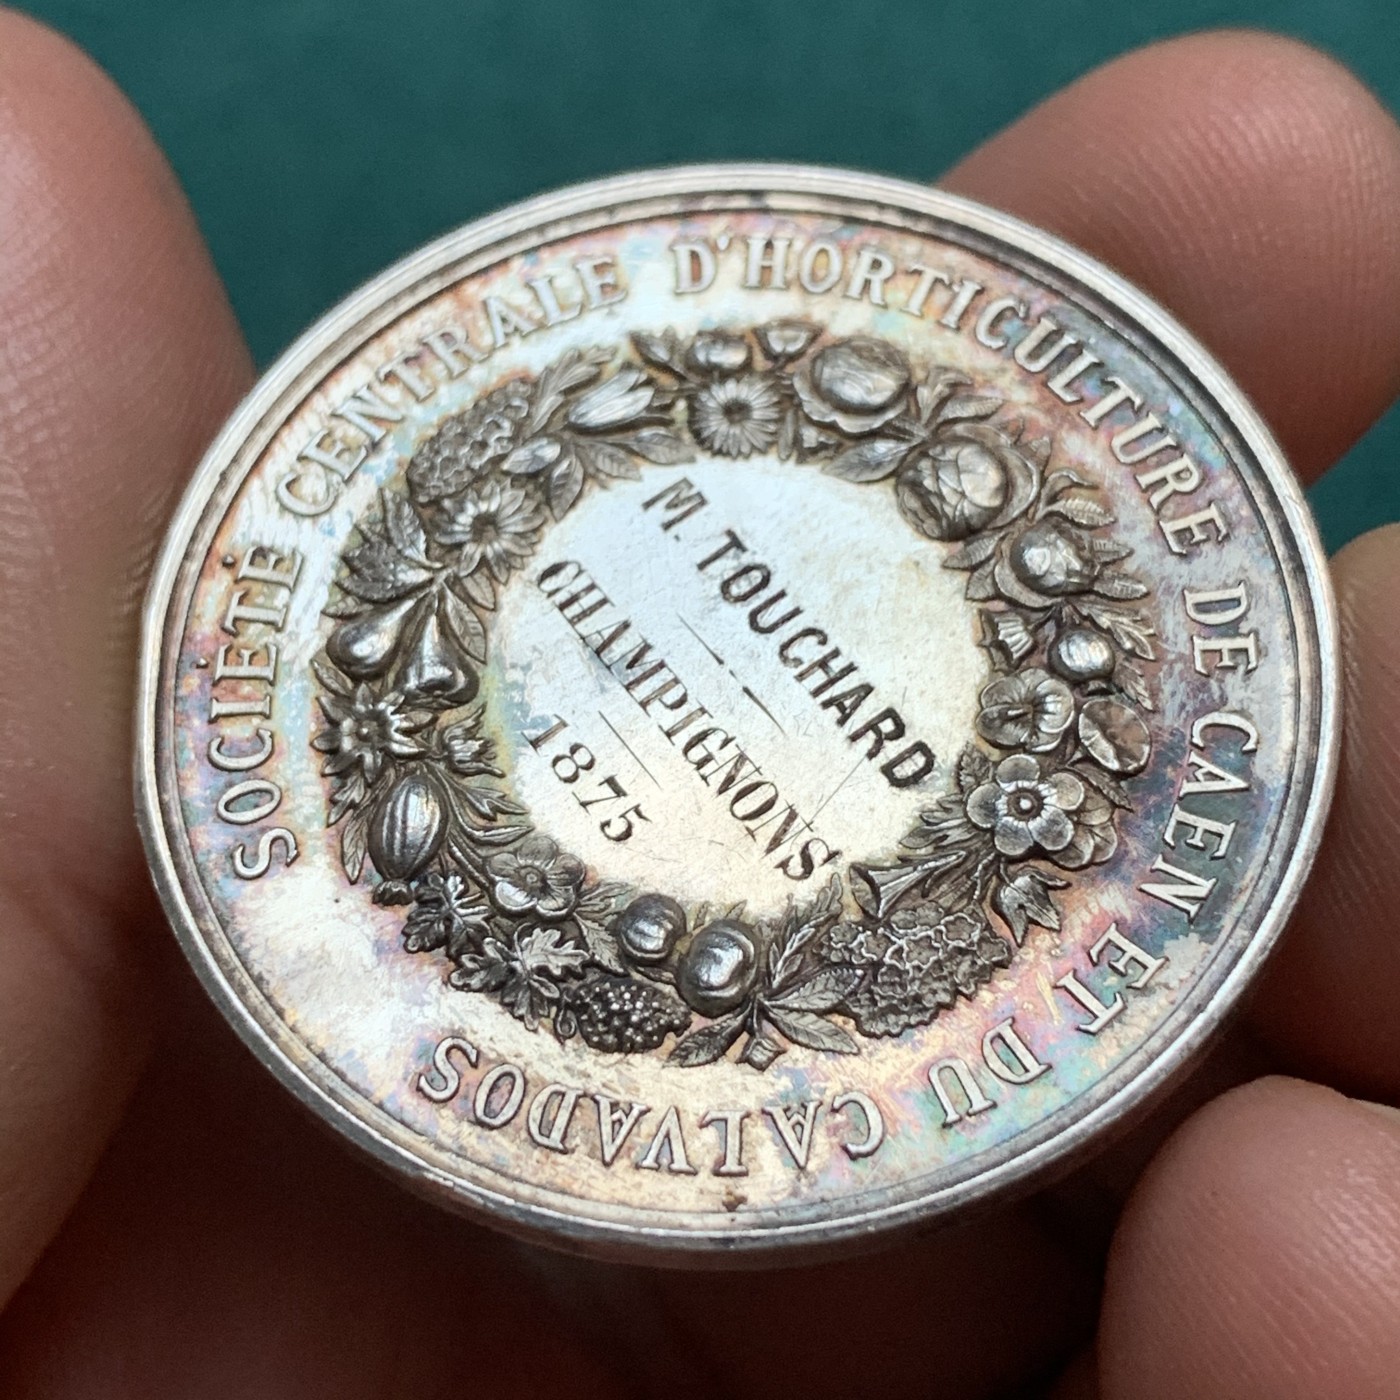 SOCIÉTÉ CENTRALE D'HORTICULTURE DE CAEN ET DU CALVADOS
M. TOUCHARD
CHAMPIGNONS
1875